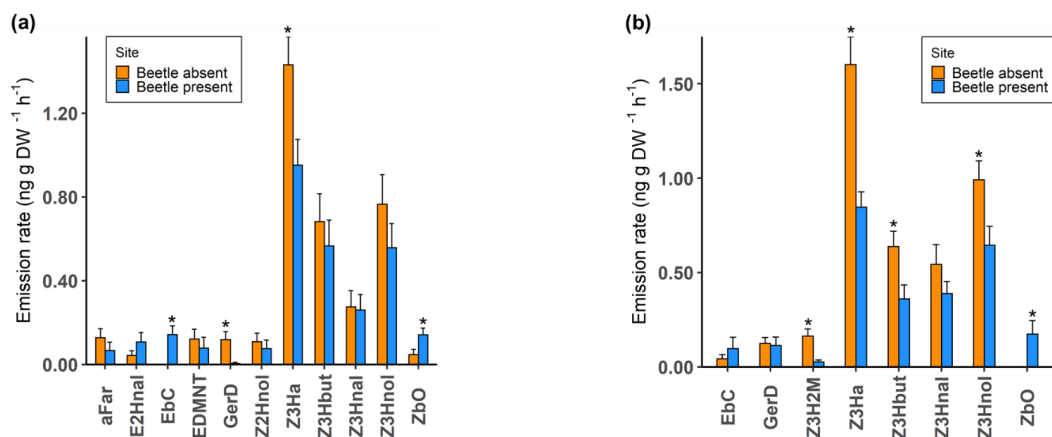 (a)
Site
Beetle absent
Beetle present
Emission rate (ng g DW ⁻¹ h⁻¹)
1.20
0.80
0.40
0.00
*
*
*
*
aFar
E2Hnal
EbC
EDMNT
GerD
Z2Hnol
Z3Ha
Z3Hbut
Z3Hnal
Z3Hnol
ZbO
(b)
Site
Beetle absent
Beetle present
Emission rate (ng g DW ⁻¹ h⁻¹)
1.50
1.00
0.50
0.00
*
*
*
*
*
EbC
GerD
Z3H2M
Z3Ha
Z3Hbut
Z3Hnal
Z3Hnol
ZbO